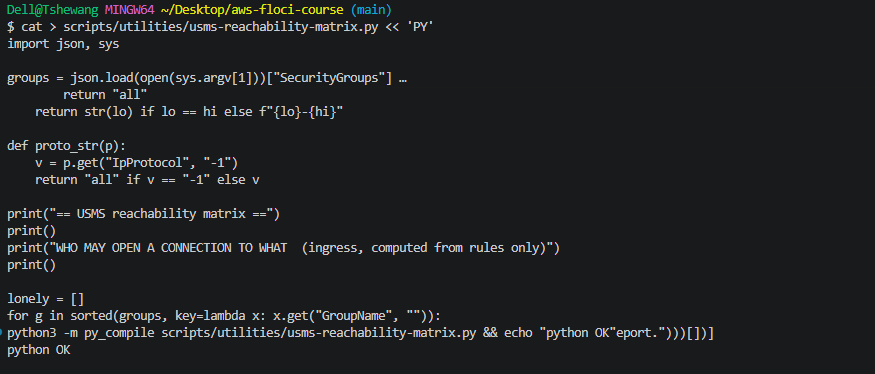 Dell@Tshewang MINGW64 ~/Desktop/aws-floci-course (main)
$ cat > scripts/utilities/usms-reachability-matrix.py << 'PY'
import json, sys

groups = json.load(open(sys.argv[1]))["SecurityGroups"] …
        return "all"
    return str(lo) if lo == hi else f"{lo}-{hi}"

def proto_str(p):
    v = p.get("IpProtocol", "-1")
    return "all" if v == "-1" else v

print("== USMS reachability matrix ==")
print()
print("WHO MAY OPEN A CONNECTION TO WHAT  (ingress, computed from rules only)")
print()

lonely = []
for g in sorted(groups, key=lambda x: x.get("GroupName", "")):
python3 -m py_compile scripts/utilities/usms-reachability-matrix.py && echo "python OK"eport.")))[])]
python OK